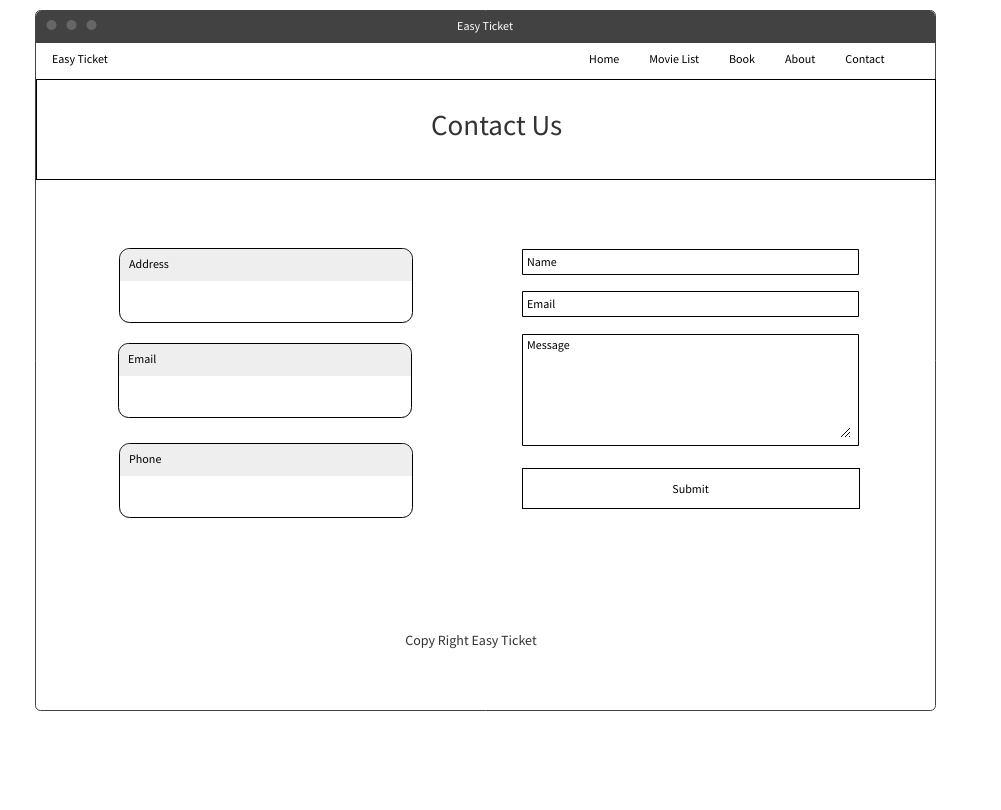 Easy Ticket
Easy Ticket Home Movie List Book About Contact
Contact Us
Address
Email
Phone
Name
Email
Message
Submit
Copy Right Easy Ticket